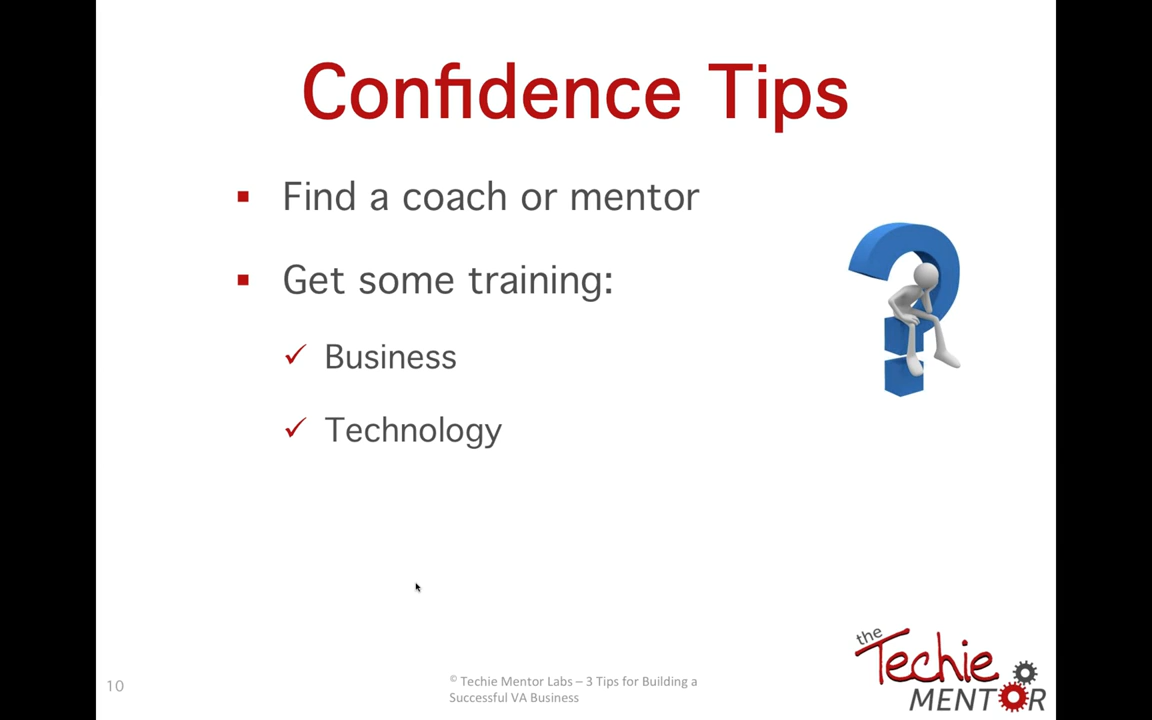 Confidence Tips
Find a coach or mentor
Get some training:
Business
Technology
10
© Techie Mentor Labs – 3 Tips for Building a
Successful VA Business
the
Techie
MENTOR